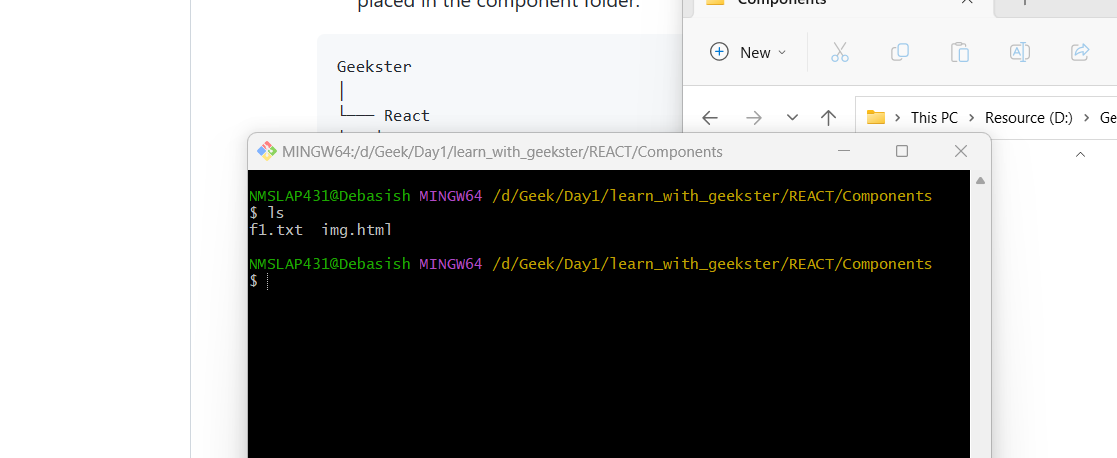 placed in the component folder.
Components
New
Geekster
|
└── React
This PC > Resource (D:) > Ge
MINGW64:/d/Geek/Day1/learn_with_geekster/REACT/Components
NMSLAP431@Debasish MINGW64 /d/Geek/Day1/learn_with_geekster/REACT/Components
$ ls
f1.txt  img.html
NMSLAP431@Debasish MINGW64 /d/Geek/Day1/learn_with_geekster/REACT/Components
$